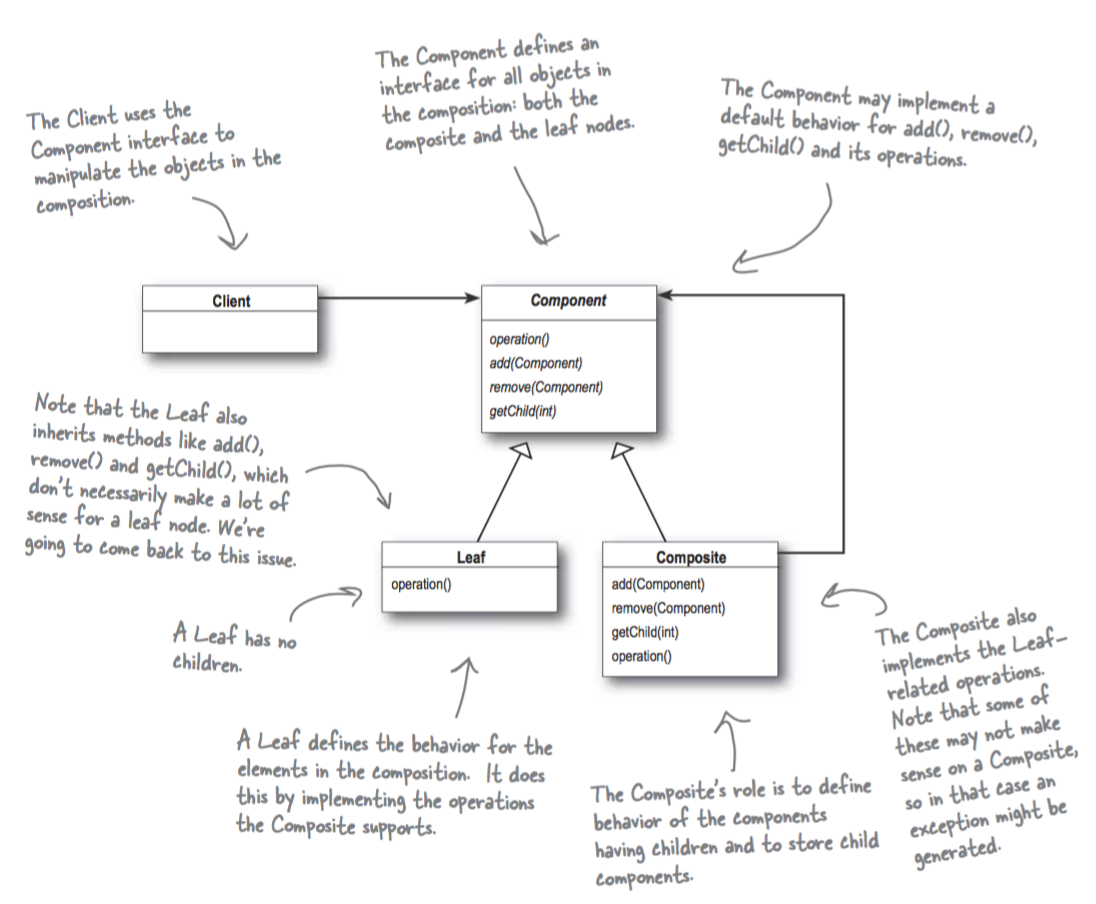 The Client uses the
Component interface to
manipulate the objects in the
composition.
The Component defines an
interface for all objects in
the composition: both the
composite and the leaf nodes.
The Component may implement a
default behavior for add(), remove(),
getChild() and its operations.
Client
Component
operation()
add(Component)
remove(Component)
getChild(int)
Note that the Leaf also
inherits methods like add(),
remove() and getChild(), which
don't necessarily make a lot of
sense for a leaf node. We're
going to come back to this issue.
Leaf
operation()
Composite
add(Component)
remove(Component)
getChild(int)
operation()
A Leaf has no
children.
A Leaf defines the behavior for the
elements in the composition. It does
this by implementing the operations
the Composite supports.
The Composite's role is to define
behavior of the components
having children and to store child
components.
The Composite also
implements the Leaf-
related operations.
Note that some of
these may not make
sense on a Composite,
so in that case an
exception might be
generated.